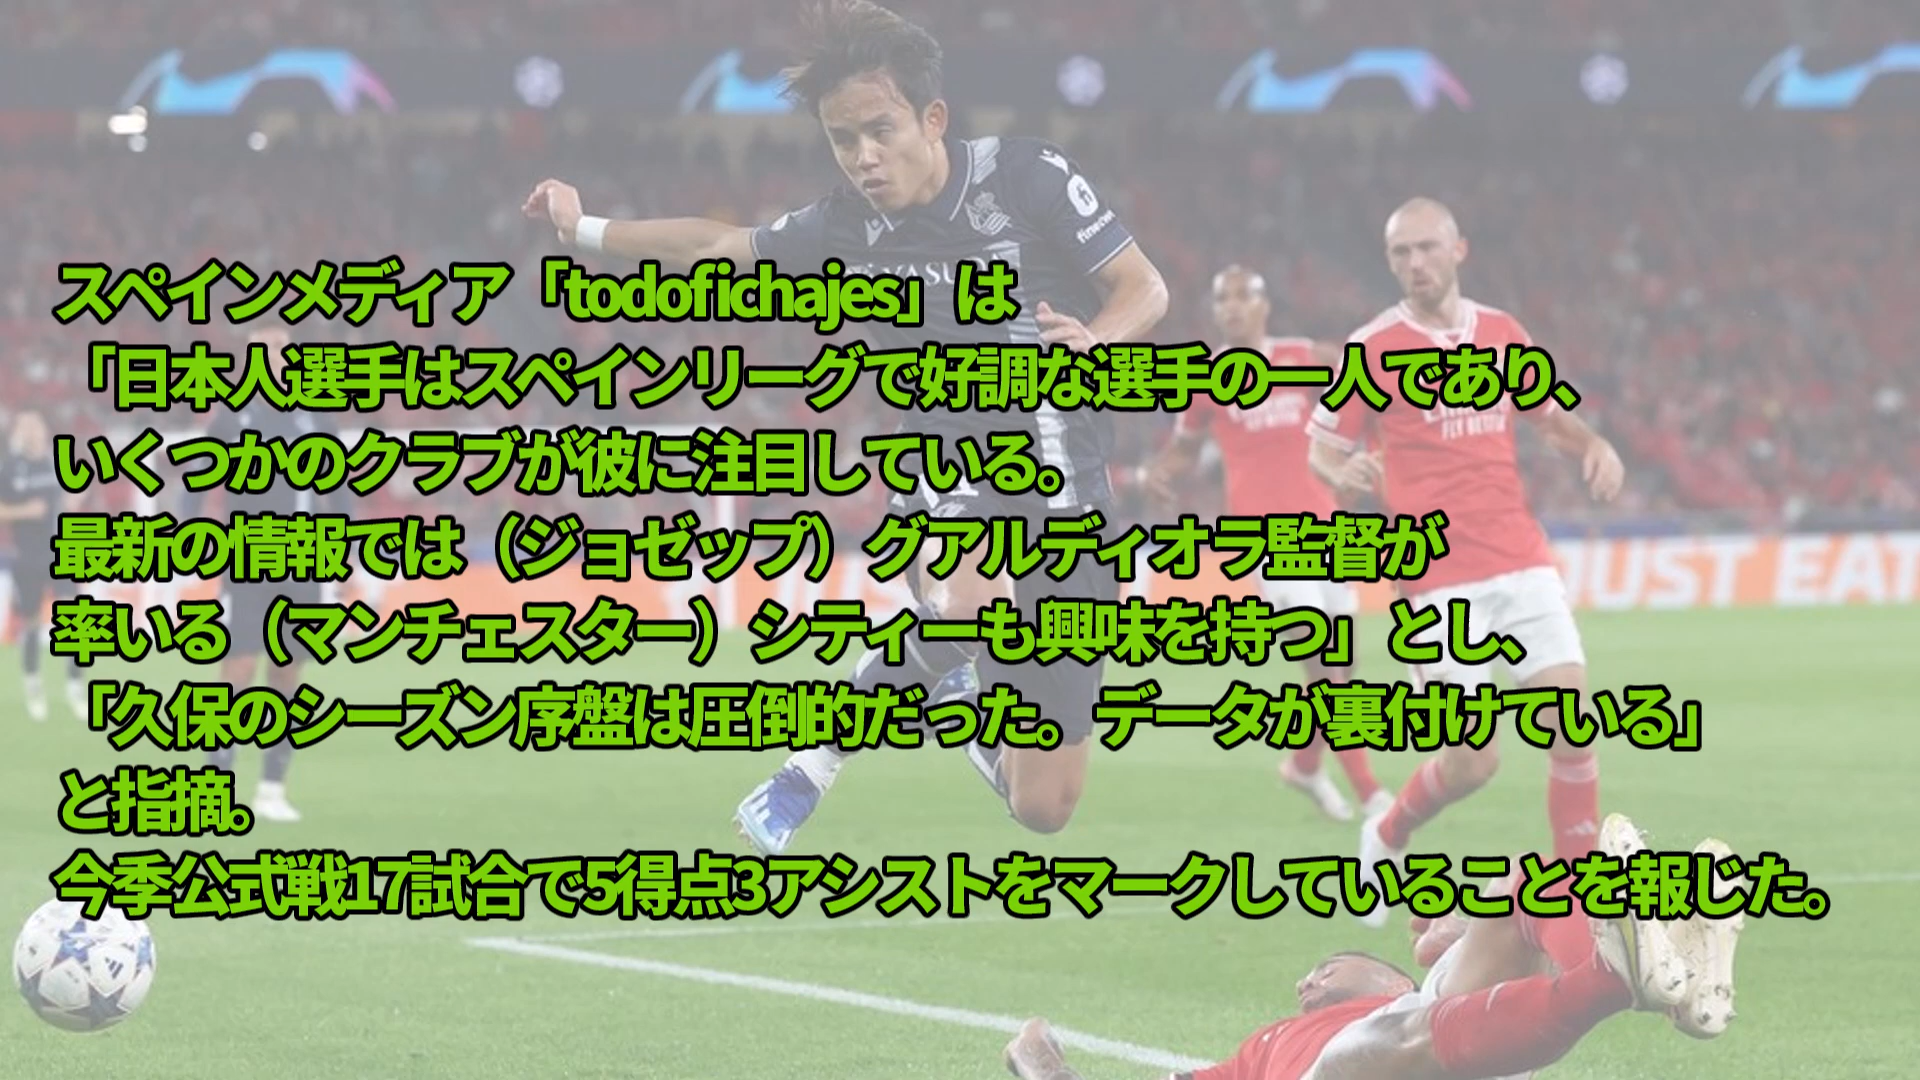 スペインメディア「todofichajes」は
「日本人選手はスペインリーグで好調な選手の一人であり、
いくつかのクラブが彼に注目している。
最新の情報では（ジョゼップ）グアルディオラ監督が
率いる（マンチェスター）シティーも興味を持つ」とし、
「久保のシーズン序盤は圧倒的だった。データが裏付けている」
と指摘。
今季公式戦17試合で5得点3アシストをマークしていることを報じた。
YASUDA
JUST EAT